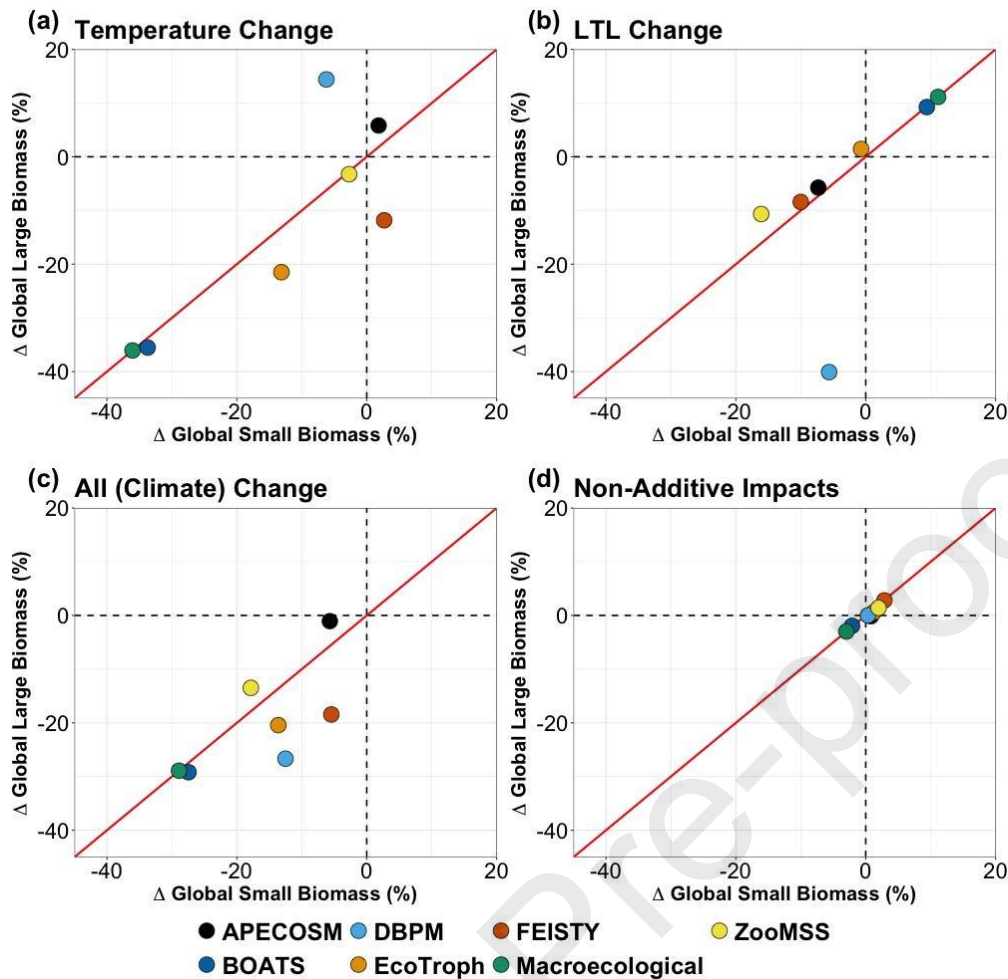 (a) Temperature Change
20
0
-20
-40
Δ Global Large Biomass (%)
-40 -20 0 20
Δ Global Small Biomass (%)
(b) LTL Change
20
0
-20
-40
Δ Global Large Biomass (%)
-40 -20 0 20
Δ Global Small Biomass (%)
(c) All (Climate) Change
20
0
-20
-40
Δ Global Large Biomass (%)
-40 -20 0 20
Δ Global Small Biomass (%)
(d) Non-Additive Impacts
20
0
-20
-40
Δ Global Large Biomass (%)
-40 -20 0 20
Δ Global Small Biomass (%)
APECOSM DBPM FEISTY ZooMSS
BOATS EcoTroph Macroecological
Pre-proo